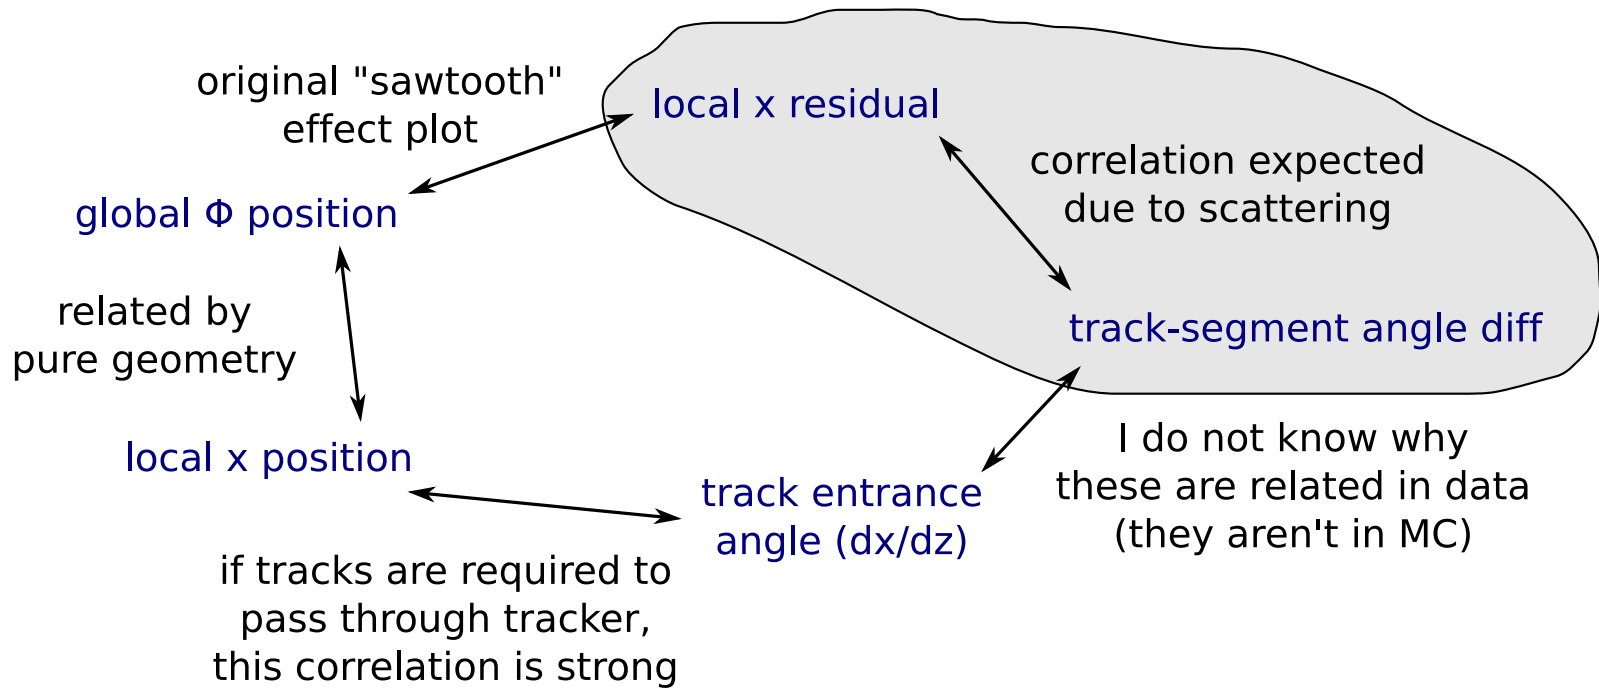 original "sawtooth"
effect plot
local x residual
correlation expected
due to scattering
global Φ position
related by
pure geometry
track-segment angle diff
local x position
track entrance
angle (dx/dz)
I do not know why
these are related in data
(they aren't in MC)
if tracks are required to
pass through tracker,
this correlation is strong